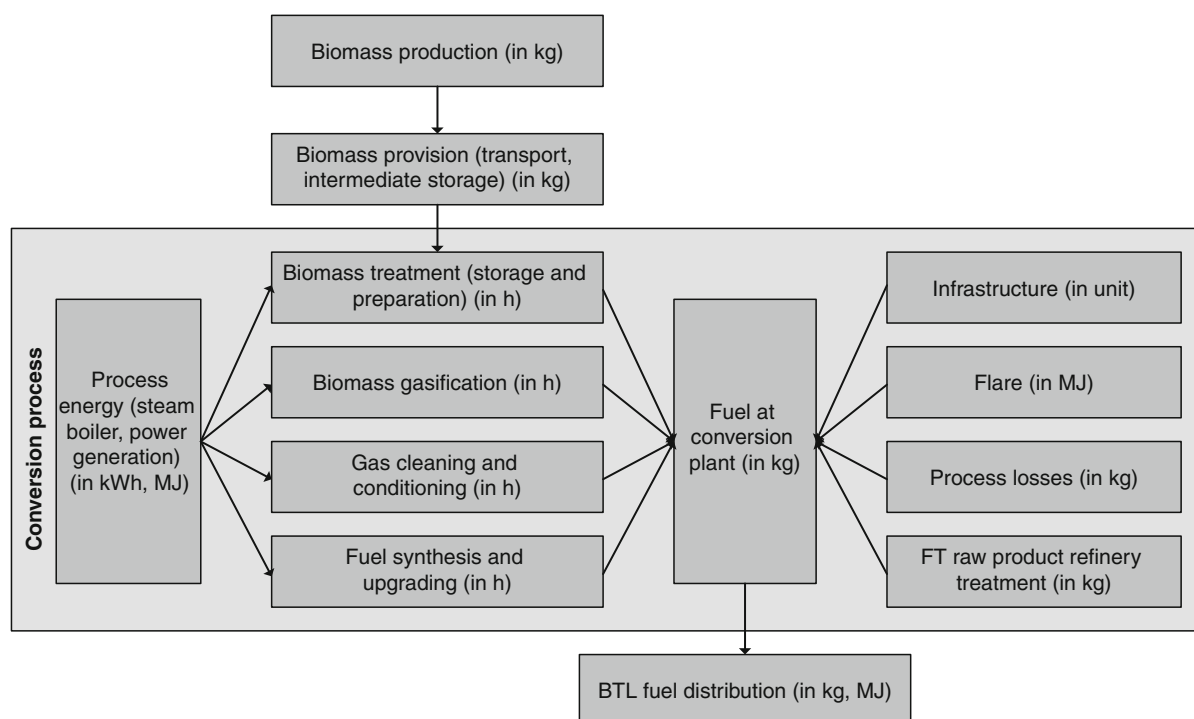 Biomass production (in kg)
Biomass provision (transport,
intermediate storage) (in kg)
Conversion process
Process
energy (steam
boiler, power
generation)
(in kWh, MJ)
Biomass treatment (storage and
preparation) (in h)
Biomass gasification (in h)
Gas cleaning and
conditioning (in h)
Fuel synthesis and
upgrading (in h)
Fuel at
conversion
plant (in kg)
Infrastructure (in unit)
Flare (in MJ)
Process losses (in kg)
FT raw product refinery
treatment (in kg)
BTL fuel distribution (in kg, MJ)